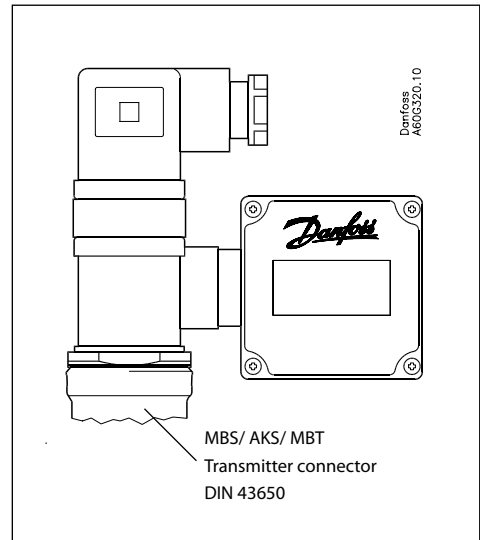 Danfoss
A60G320.10
Danfoss
MBS/ AKS/ MBT
Transmitter connector
DIN 43650